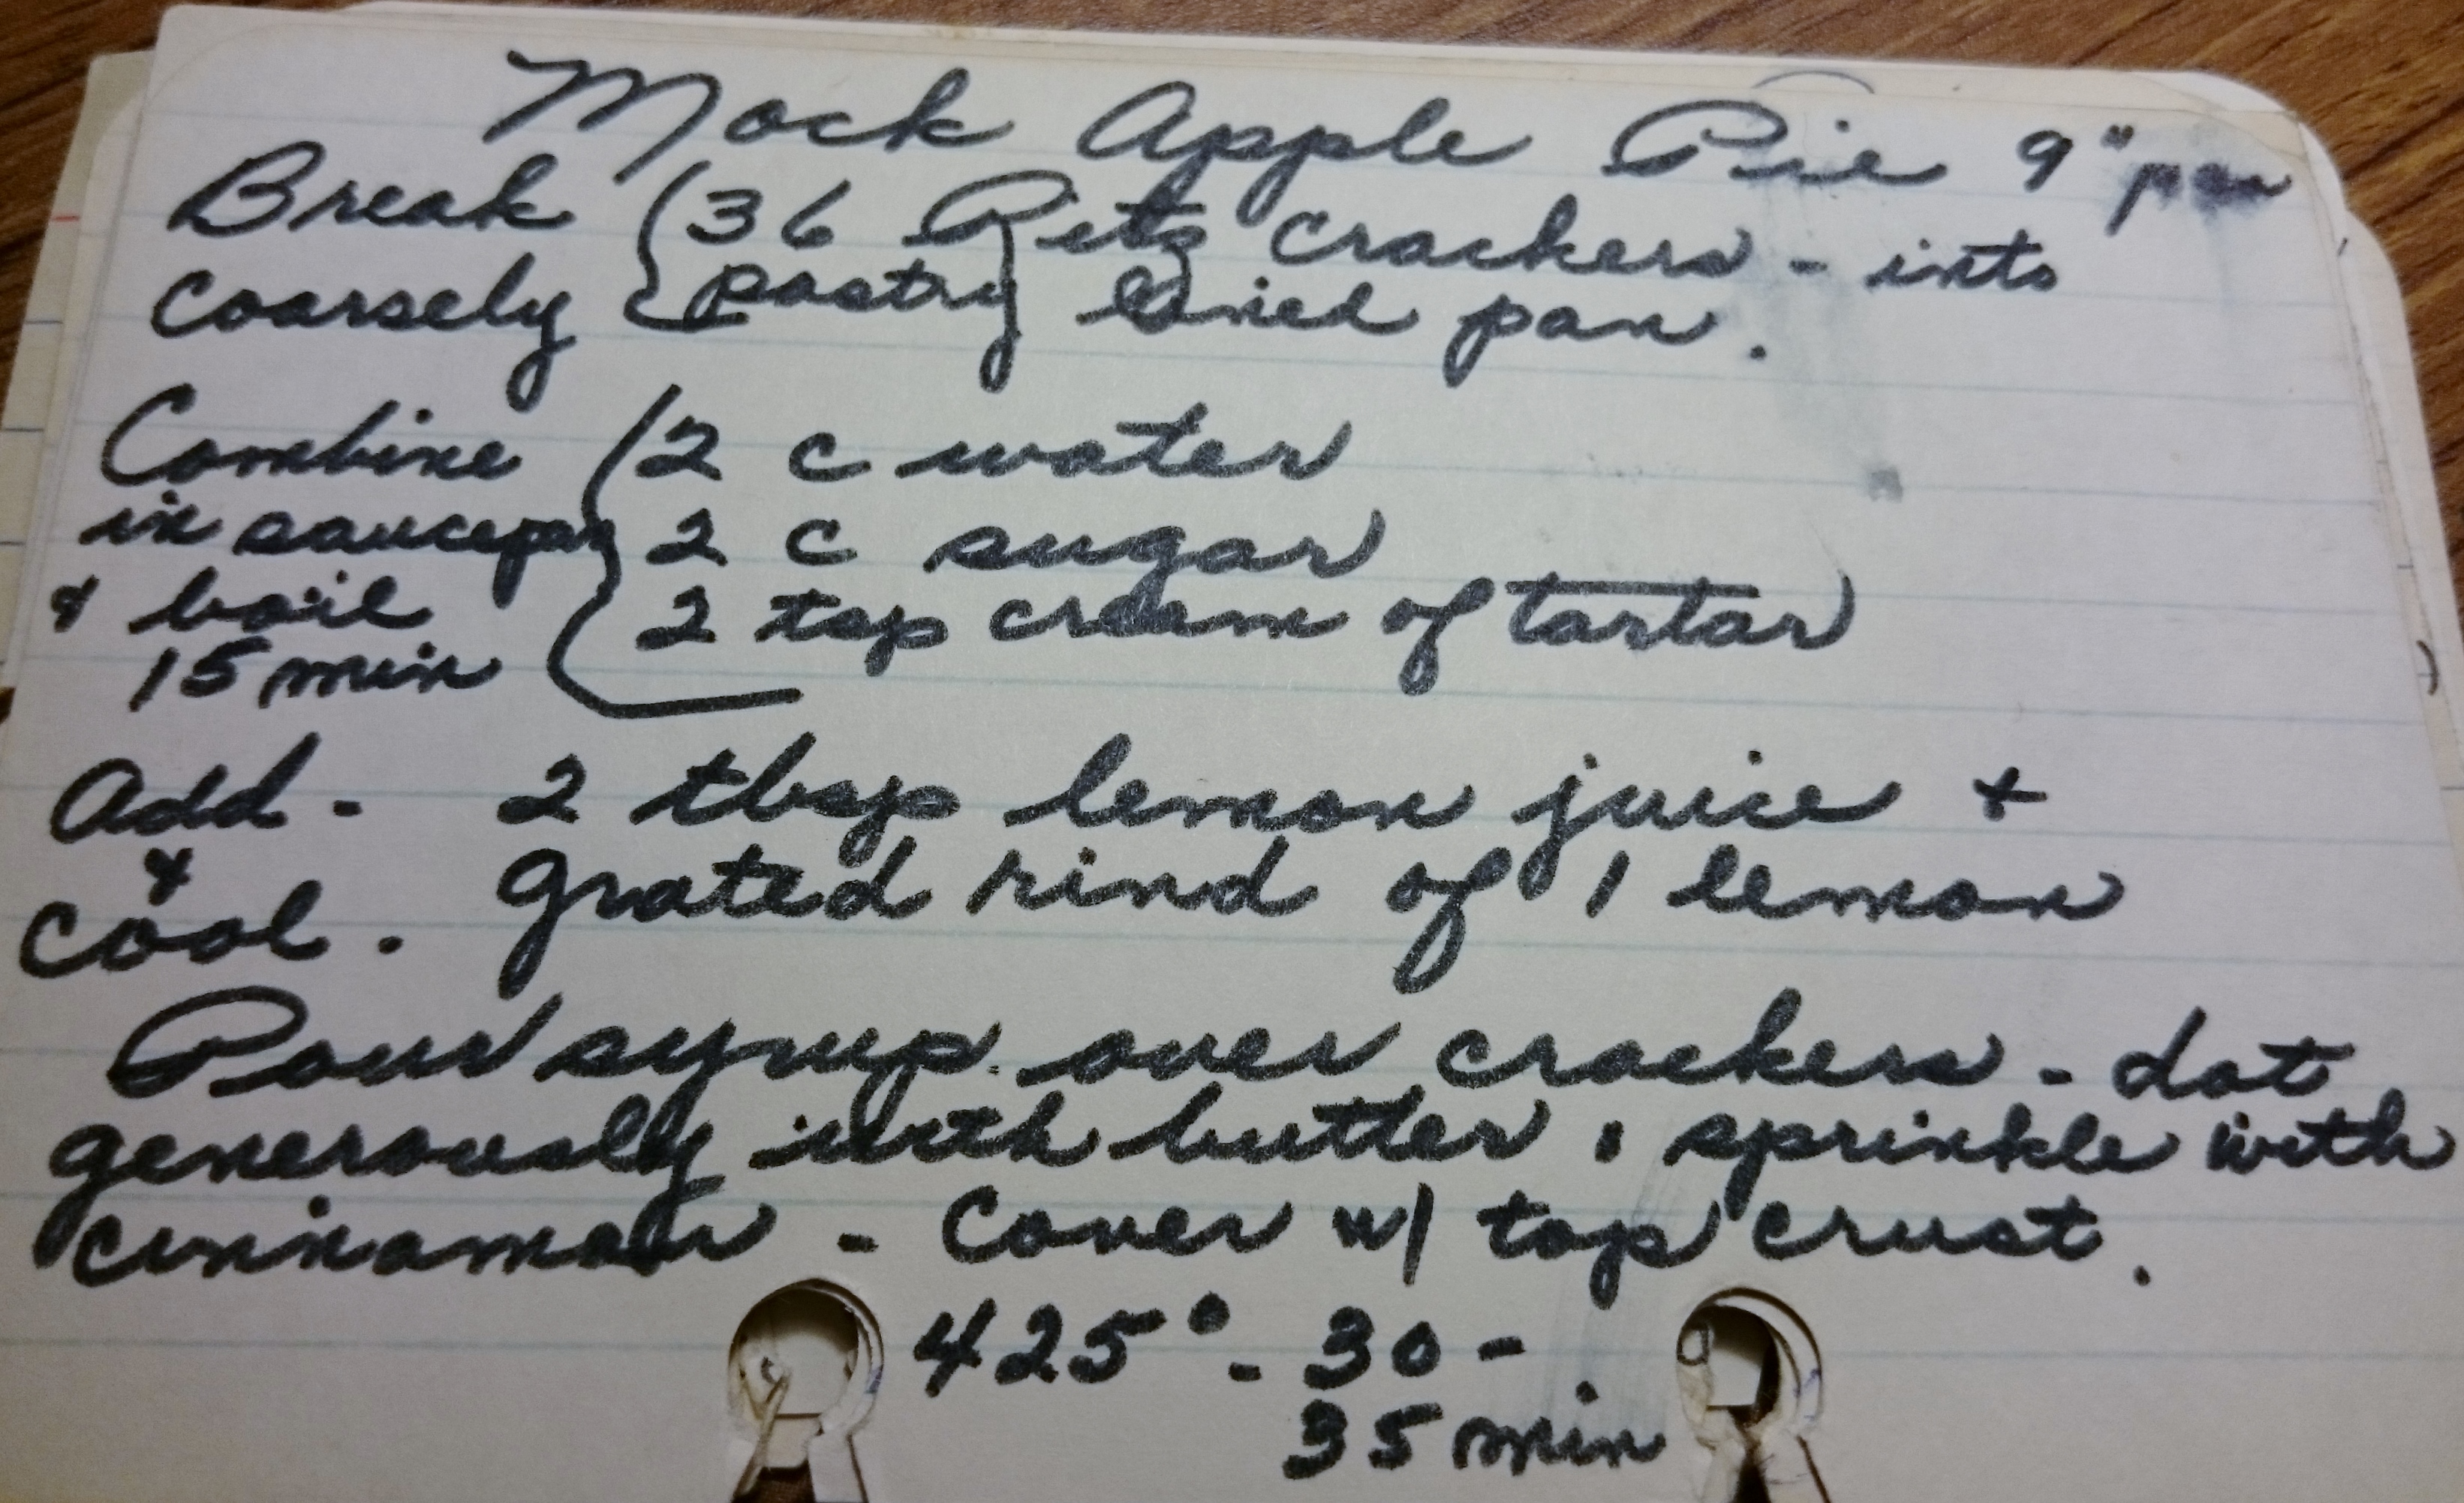 Mock Apple Pie 9" pan
Break { 36 Ritz crackers - into
coarsely { pastry lined pan.
Combine { 2 c water
in saucepan { 2 c sugar
& boil { 2 tsp cream of tartar
15 min
Add - 2 tbsp lemon juice +
&
cool. grated rind of 1 lemon
Pour syrup over crackers - dot
generously with butter, sprinkle with
cinnamon - Cover w/ top crust.
425° - 30 -
35 min